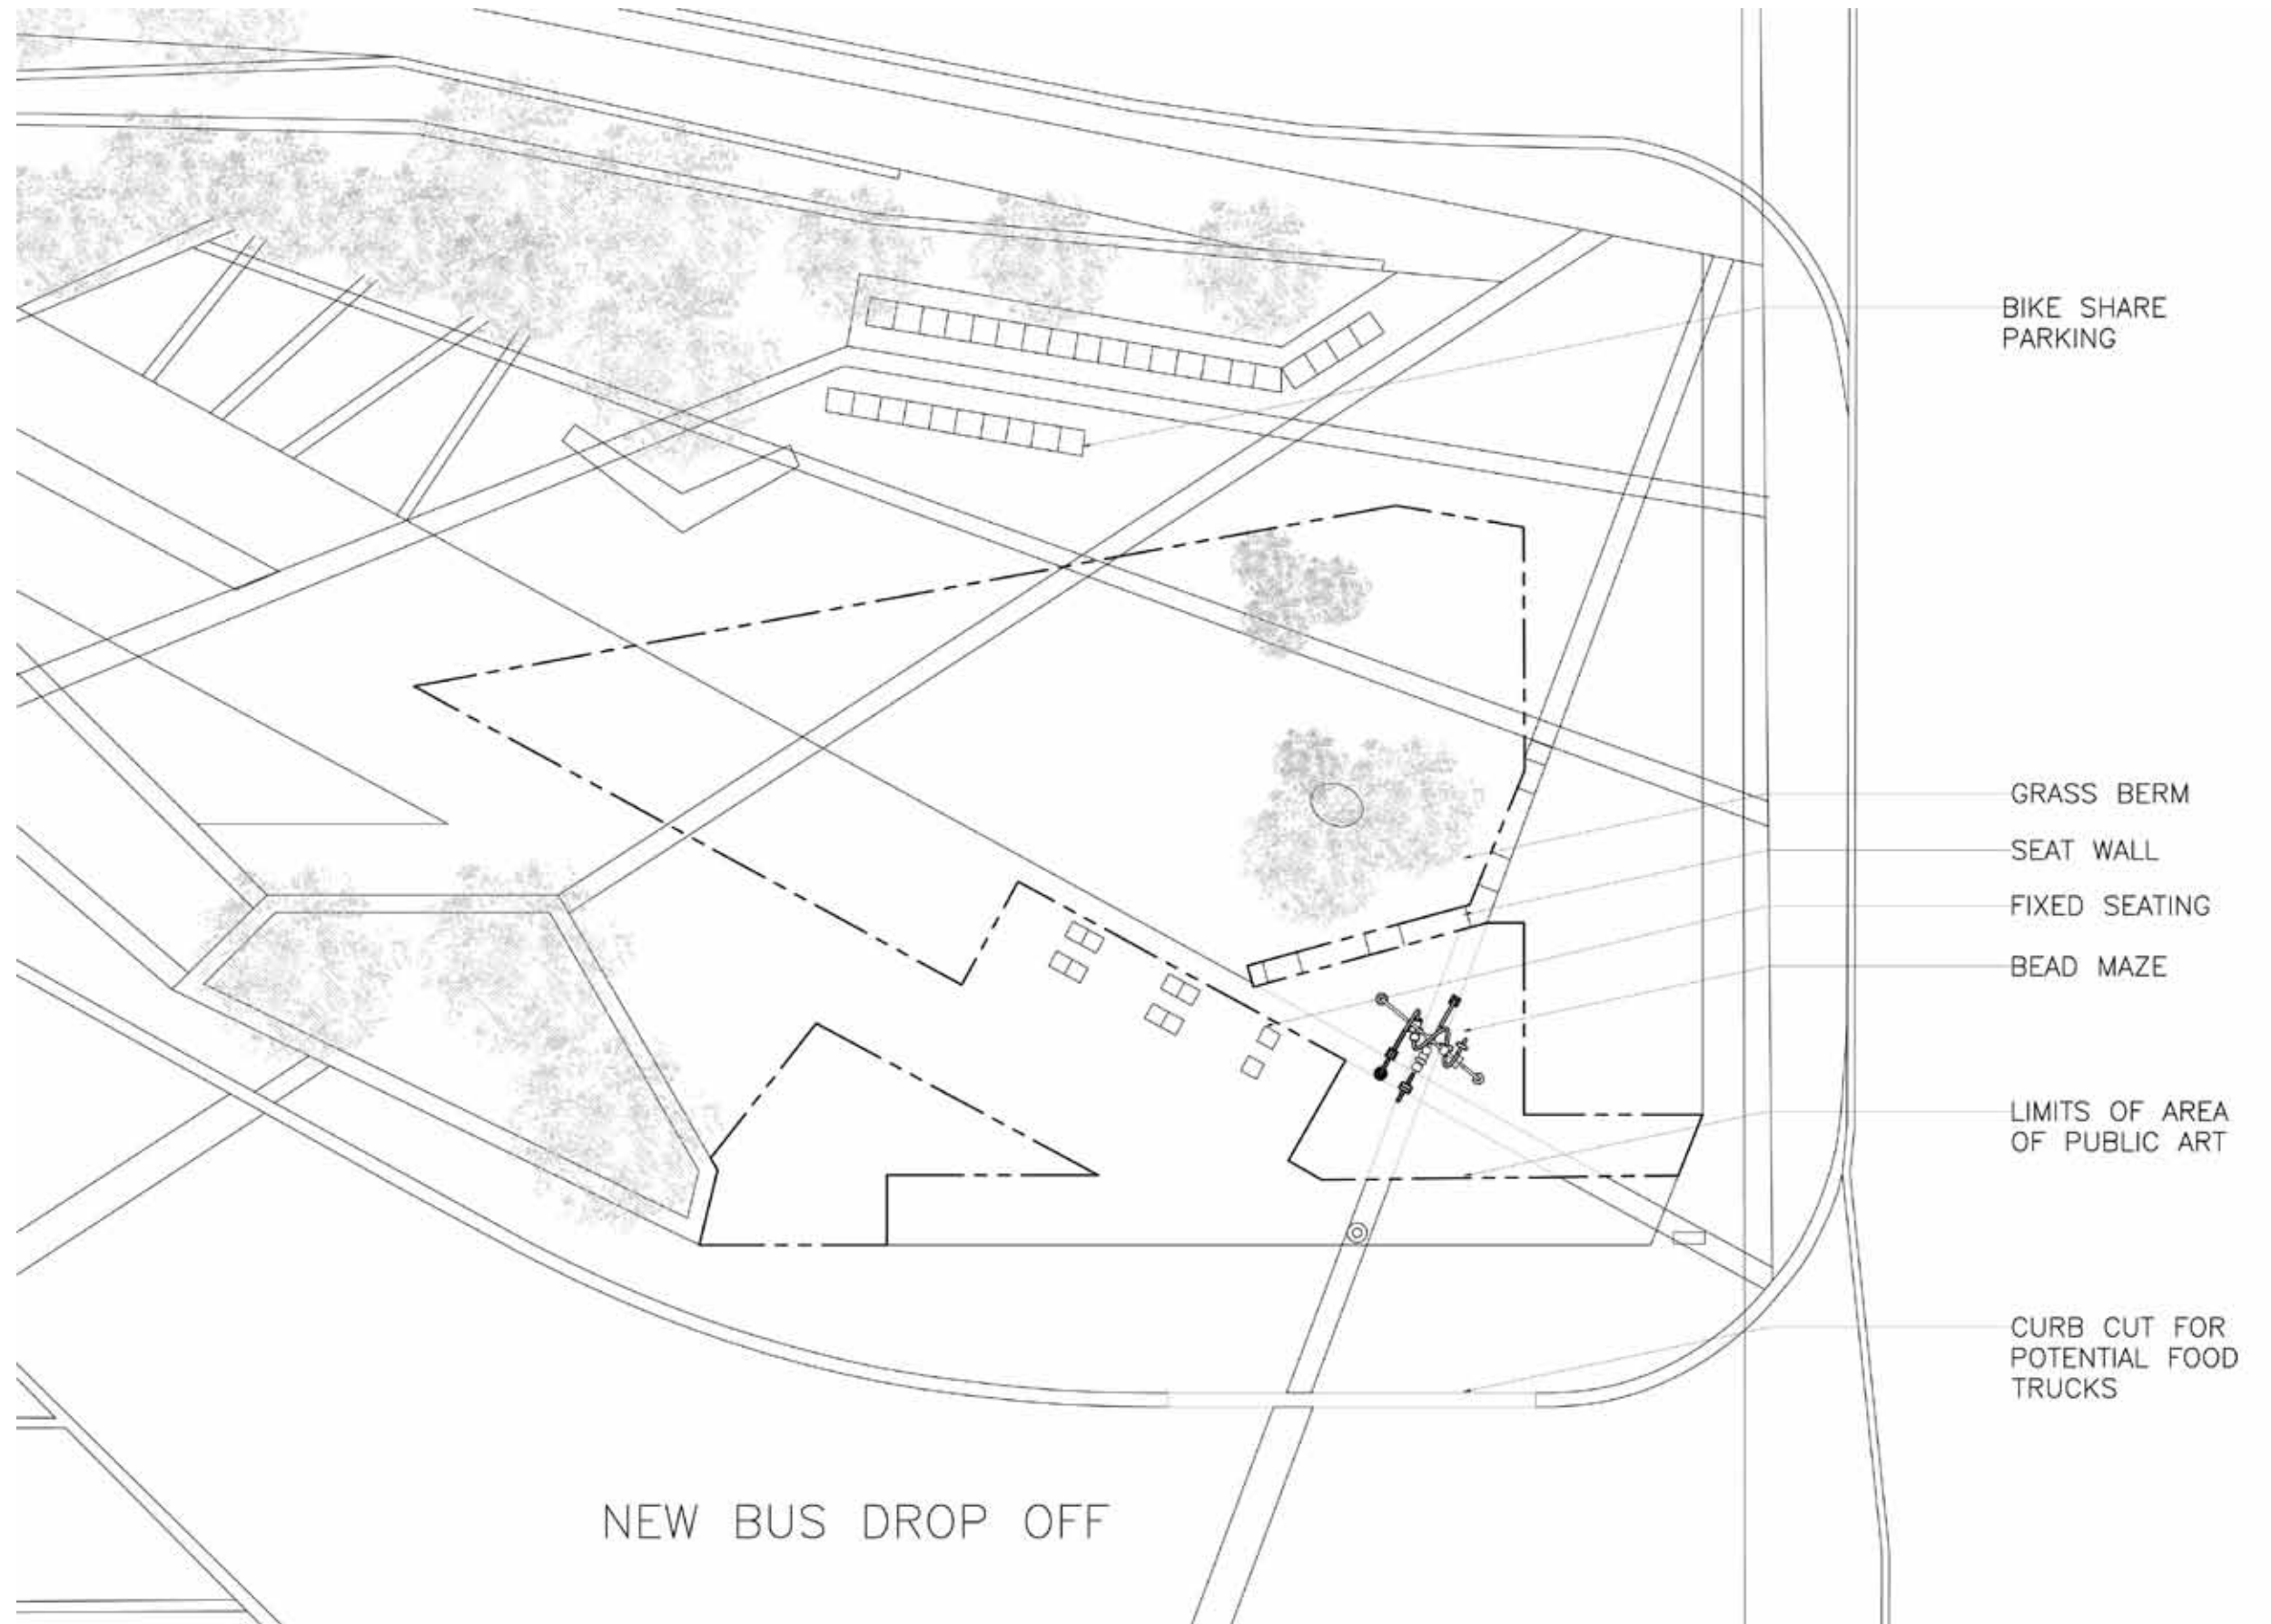 BIKE SHARE
PARKING
GRASS BERM
SEAT WALL
FIXED SEATING
BEAD MAZE
LIMITS OF AREA
OF PUBLIC ART
CURB CUT FOR
POTENTIAL FOOD
TRUCKS
NEW BUS DROP OFF